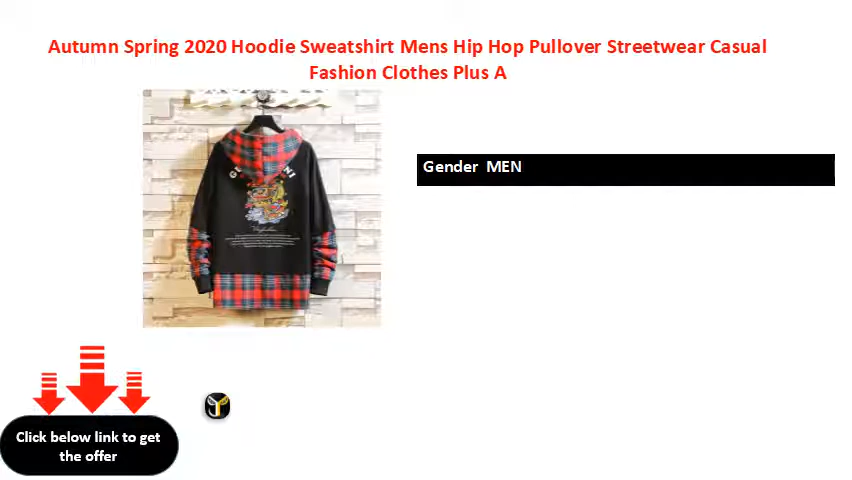 Autumn Spring 2020 Hoodie Sweatshirt Mens Hip Hop Pullover Streetwear Casual
Fashion Clothes Plus A
Gender MEN
Click below link to get
the offer